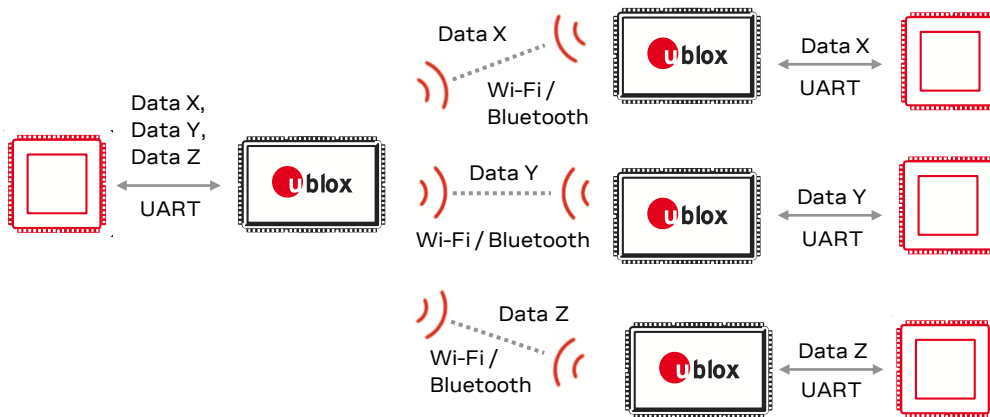 Data X,
Data Y,
Data Z
UART
ublox
Data X
Wi-Fi /
Bluetooth
ublox
Data X
UART
Data Y
Wi-Fi / Bluetooth
ublox
Data Y
UART
Data Z
Wi-Fi /
Bluetooth
ublox
Data Z
UART